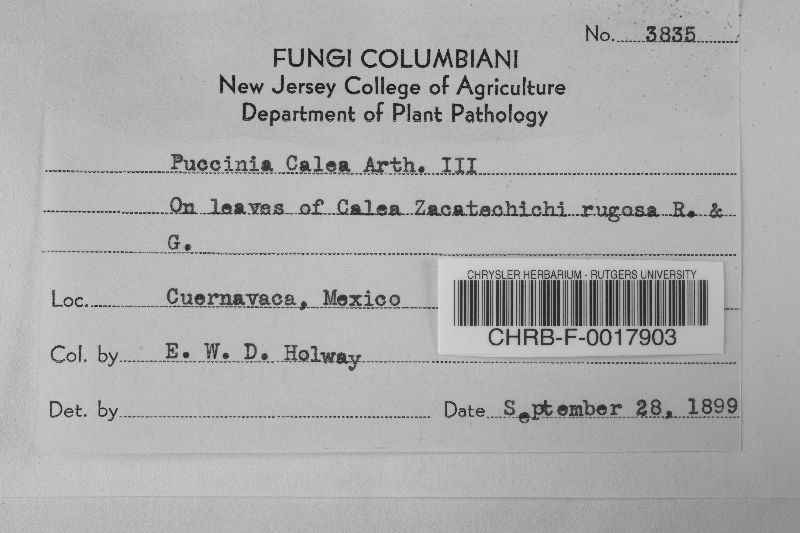 No. 3835
FUNGI COLUMBIANI
New Jersey College of Agriculture
Department of Plant Pathology
Puccinia Calea Arth. III
On leaves of Calea Zacatechichi rugosa R. &
G.
CHRYSLER HERBARIUM - RUTGERS UNIVERSITY
CHRB-F-0017903
Loc. Cuernavaca, Mexico
Col. by E. W. D. Holway
Det. by
Date September 28, 1899